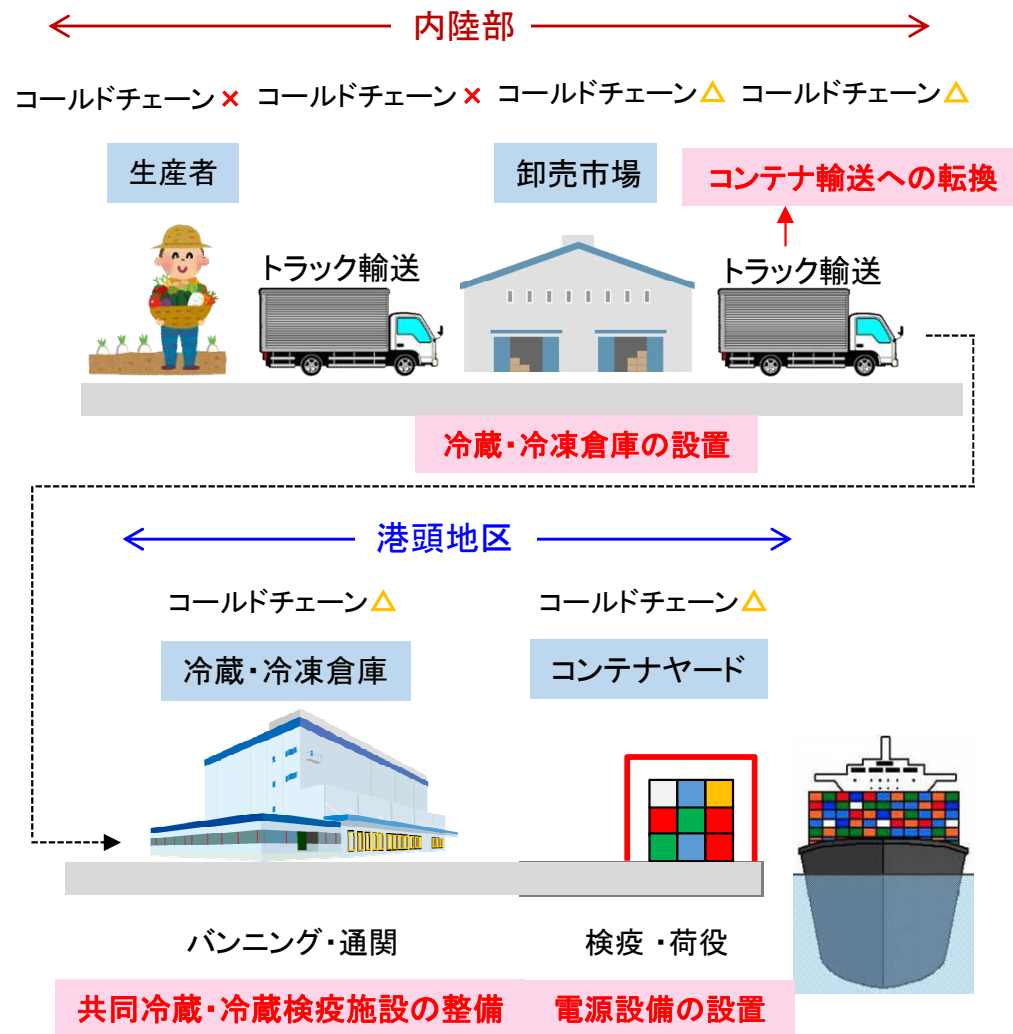 内陸部
コールドチェーン× コールドチェーン× コールドチェーン△ コールドチェーン△
生産者
卸売市場
コンテナ輸送への転換
トラック輸送
トラック輸送
冷蔵・冷凍倉庫の設置
港頭地区
コールドチェーン△ コールドチェーン△
冷蔵・冷凍倉庫
コンテナヤード
バンニング・通関
検疫・荷役
共同冷蔵・冷蔵検疫施設の整備
電源設備の設置